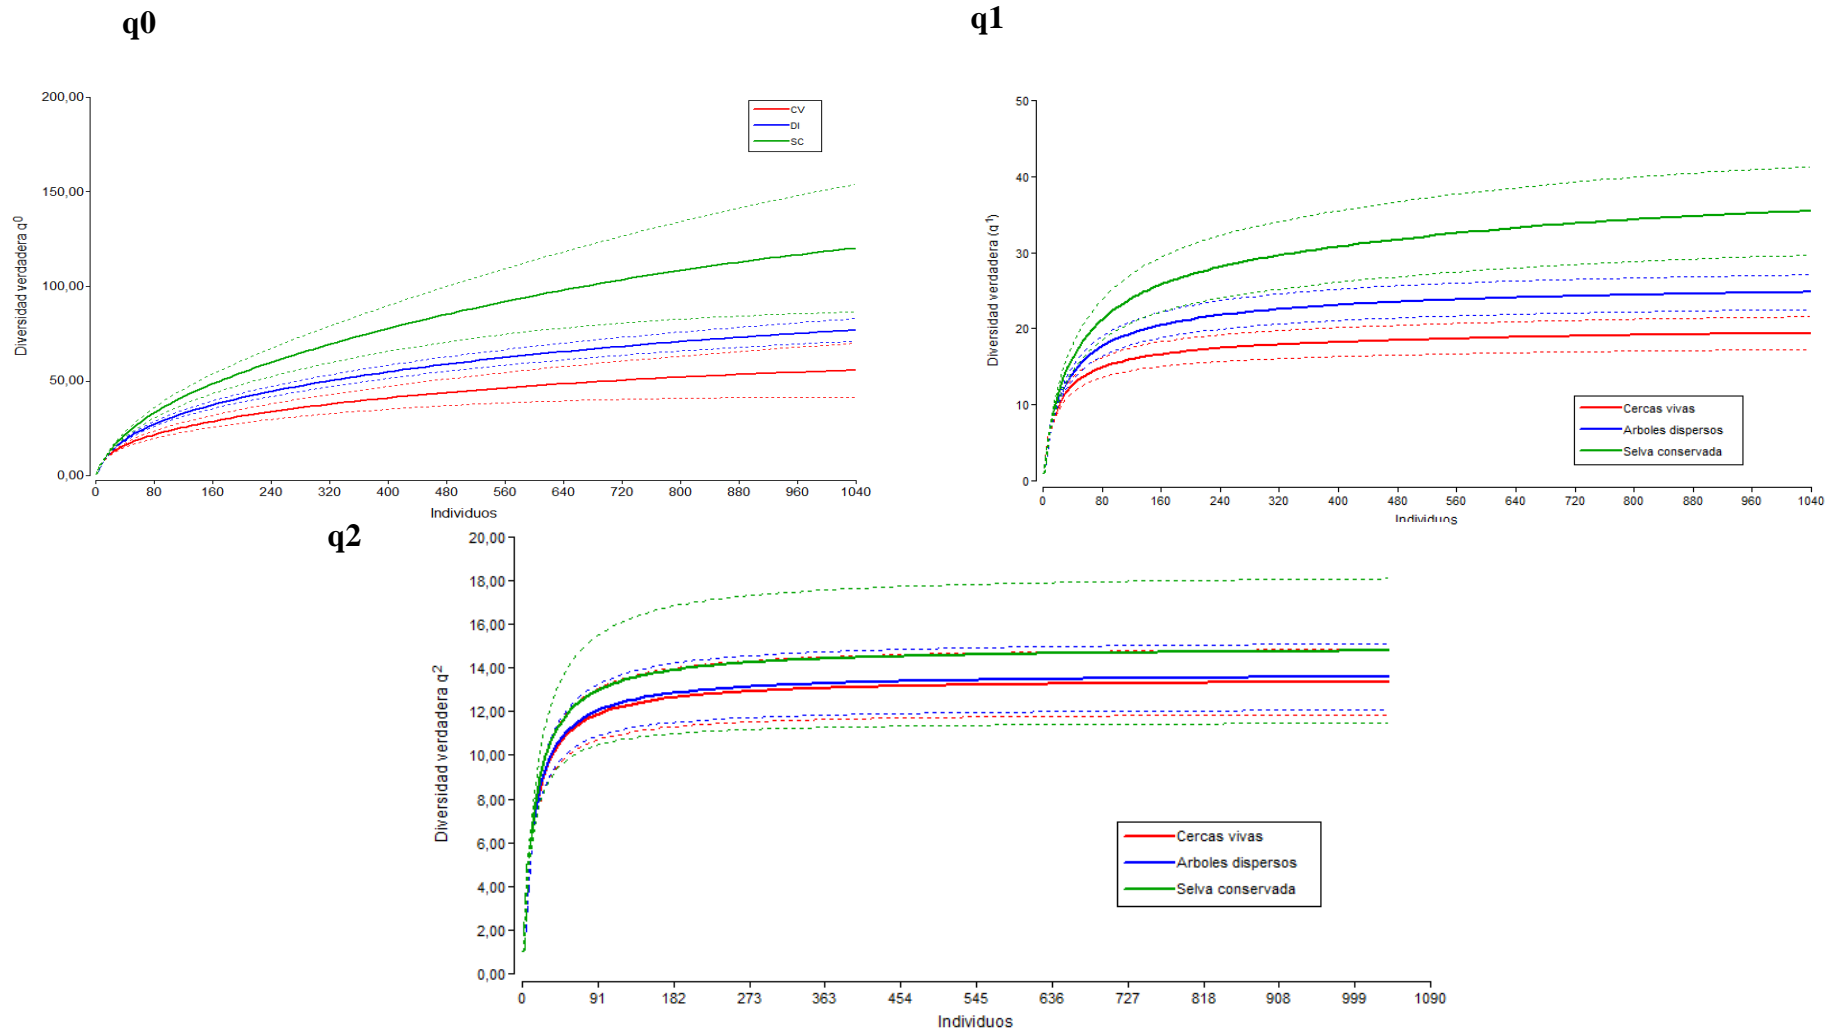 q0
q1
200,00
150,00
100,00
50,00
0,00
Diversidad verdadera q0
CV
DI
SC
0 80 160 240 320 400 480 560 640 720 800 880 960 1040
Individuos
50
40
30
20
10
0
Diversidad verdadera (q1)
Cercas vivas
Arboles dispersos
Selva conservada
0 80 160 240 320 400 480 560 640 720 800 880 960 1040
Individuos
q2
20,00
18,00
16,00
14,00
12,00
10,00
8,00
6,00
4,00
2,00
0,00
Diversidad verdadera q2
Cercas vivas
Arboles dispersos
Selva conservada
0 91 182 273 363 454 545 636 727 818 908 999 1090
Individuos